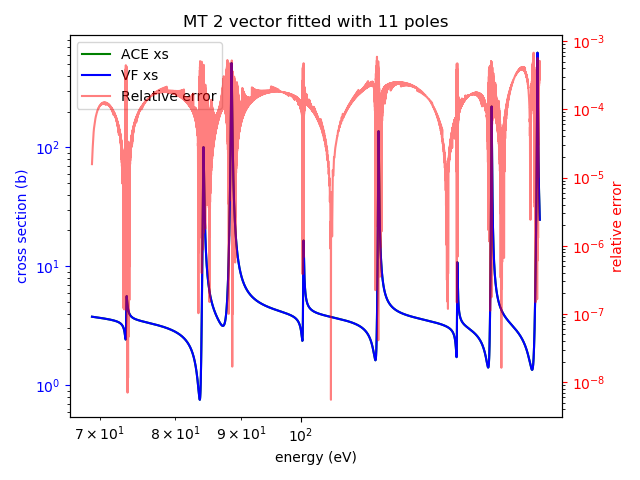 MT 2 vector fitted with 11 poles
ACE xs
VF xs
Relative error
cross section (b)
10²
10¹
10⁰
10⁻³
10⁻⁴
10⁻⁵
10⁻⁶
10⁻⁷
10⁻⁸
relative error
7 × 10¹ 8 × 10¹ 9 × 10¹ 10²
energy (eV)